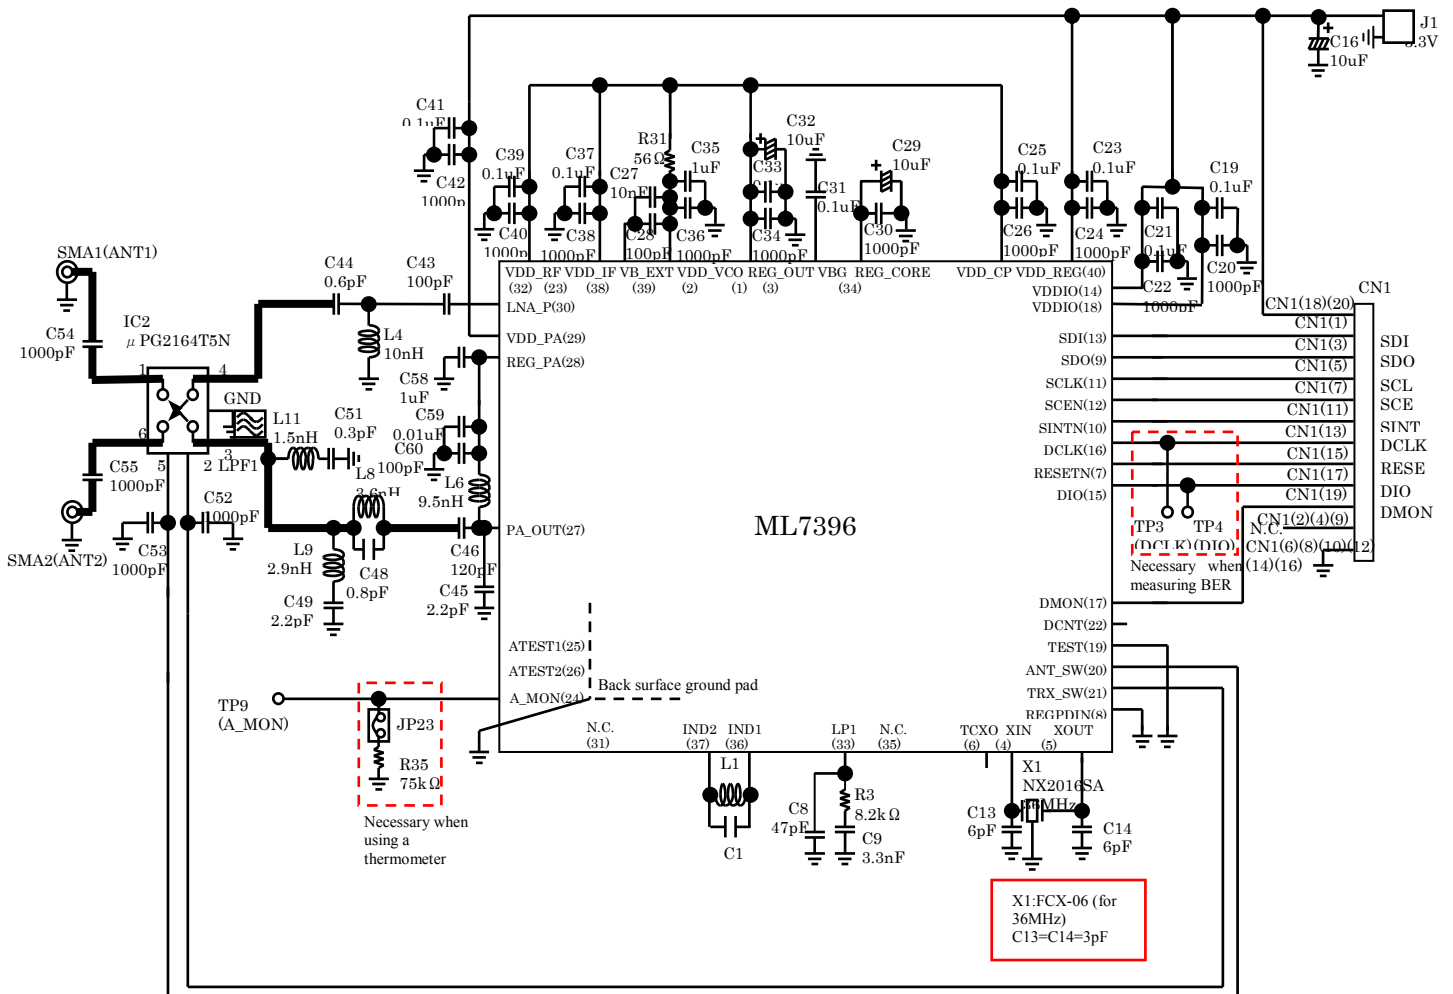 J1
3.3V
C16
10uF
C41
0.1uF
C42
1000p
C39
0.1uF
C40
1000p
C37
0.1uF
C38
1000pF
C27
10nF
C28
100pF
R31
56Ω
C35
1uF
C36
1000pF
C32
10uF
C33
C34
1000pF
C31
0.1uF
C29
10uF
C30
1000pF
C25
0.1uF
C26
1000pF
C23
0.1uF
C24
1000pF
C21
0.1uF
C22
1000pF
C19
0.1uF
C20
1000pF
SMA1(ANT1)
C54
1000pF
IC2
μPG2164T5N
1
4
6
3
5
2
GND
LPF1
C55
1000pF
SMA2(ANT2)
C53
1000pF
C52
1000pF
C44
0.6pF
C43
100pF
L4
10nH
L11
1.5nH
C51
0.3pF
L8
3.6nH
C48
0.8pF
L9
2.9nH
C49
2.2pF
C58
1uF
C59
0.01uF
C60
100pF
L6
9.5nH
C46
120pF
C45
2.2pF
VDD_RF VDD_IF VB_EXT VDD_VCO REG_OUT VBG REG_CORE VDD_CP VDD_REG(40)
(32) (23) (38) (39) (2) (1) (3) (34)
LNA_P(30)
VDD_PA(29)
REG_PA(28)
PA_OUT(27)
ATEST1(25)
ATEST2(26)
A_MON(24)
ML7396
Back surface ground pad
VDDIO(14)
VDDIO(18)
SDI(13)
SDO(9)
SCLK(11)
SCEN(12)
SINTN(10)
DCLK(16)
RESETN(7)
DIO(15)
DMON(17)
DCNT(22)
TEST(19)
ANT_SW(20)
TRX_SW(21)
REGPDIN(8)
N.C.
(31)
IND2
(37)
IND1
(36)
LP1
(33)
N.C.
(35)
TCXO
(6)
XIN
(4)
XOUT
(5)
CN1
CN1(18)(20)
CN1(1)
CN1(3)
CN1(5)
CN1(7)
CN1(11)
CN1(13)
CN1(15)
CN1(17)
CN1(19)
CN1(2)(4)(9)
N.C.
CN1(6)(8)(10)(12)
(14)(16)
SDI
SDO
SCL
SCE
SINT
DCLK
RESE
DIO
DMON
TP3
(DCLK)
TP4
(DIO)
Necessary when
measuring BER
TP9
(A_MON)
JP23
R35
75kΩ
Necessary when
using a
thermometer
L1
C1
C8
47pF
R3
8.2kΩ
C9
3.3nF
X1
NX2016SA
36MHz
C13
6pF
C14
6pF
X1:FCX-06 (for
36MHz)
C13=C14=3pF